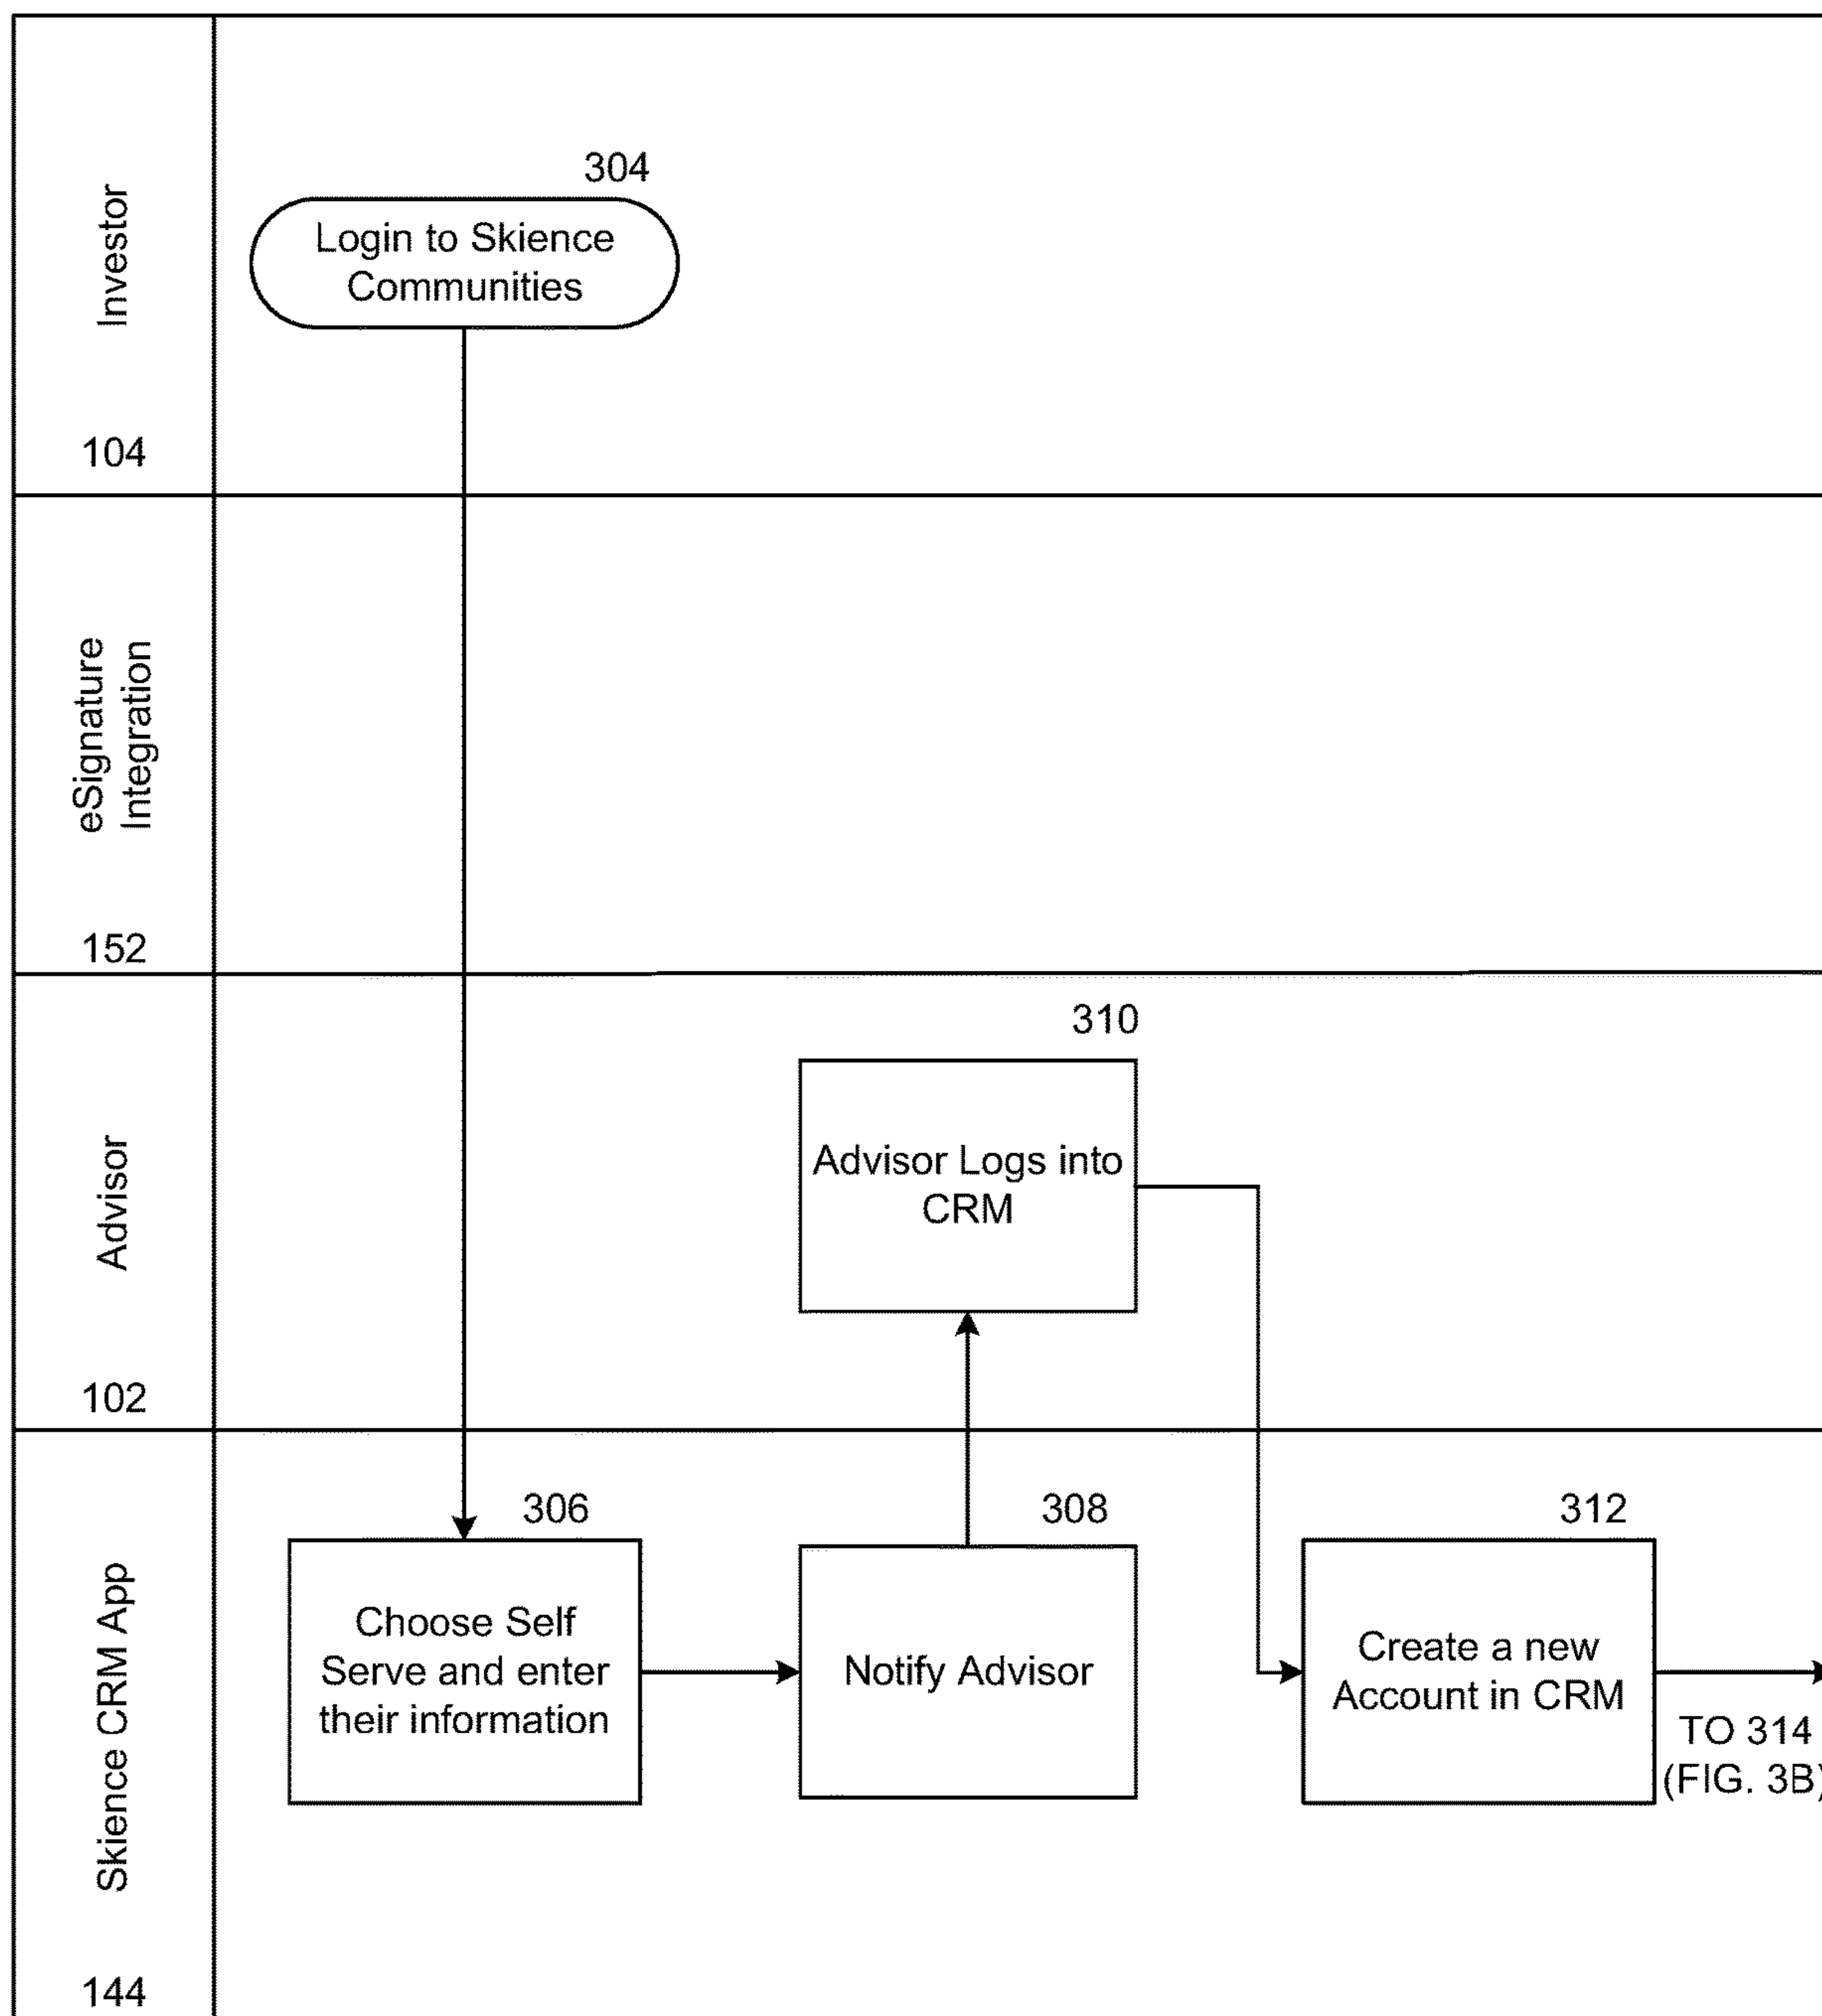 Investor
104
304
Login to Skience
Communities
eSignature
Integration
152
Advisor
102
310
Advisor Logs into
CRM
Skience CRM App
144
306
Choose Self
Serve and enter
their information
308
Notify Advisor
312
Create a new
Account in CRM
TO 314
(FIG. 3B)